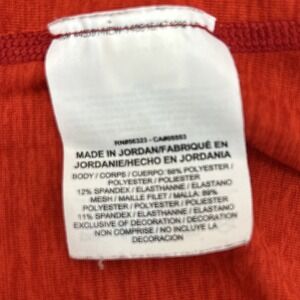 RN#56323 - CA#05553
MADE IN JORDAN/FABRIQUÉ EN
JORDANIE/HECHO EN JORDANIA
BODY / CORPS / CUERPO: 88% POLYESTER /
POLYESTER / POLIESTER
12% SPANDEX / ELASTHANNE / ELASTANO
MESH / MAILLE FILET / MALLA: 89%
POLYESTER / POLYESTER / POLIESTER
11% SPANDEX / ELASTHANNE / ELASTANO
EXCLUSIVE OF DECORATION / DECORATION
NON COMPRISE / NO INCLUYE LA
DECORACION